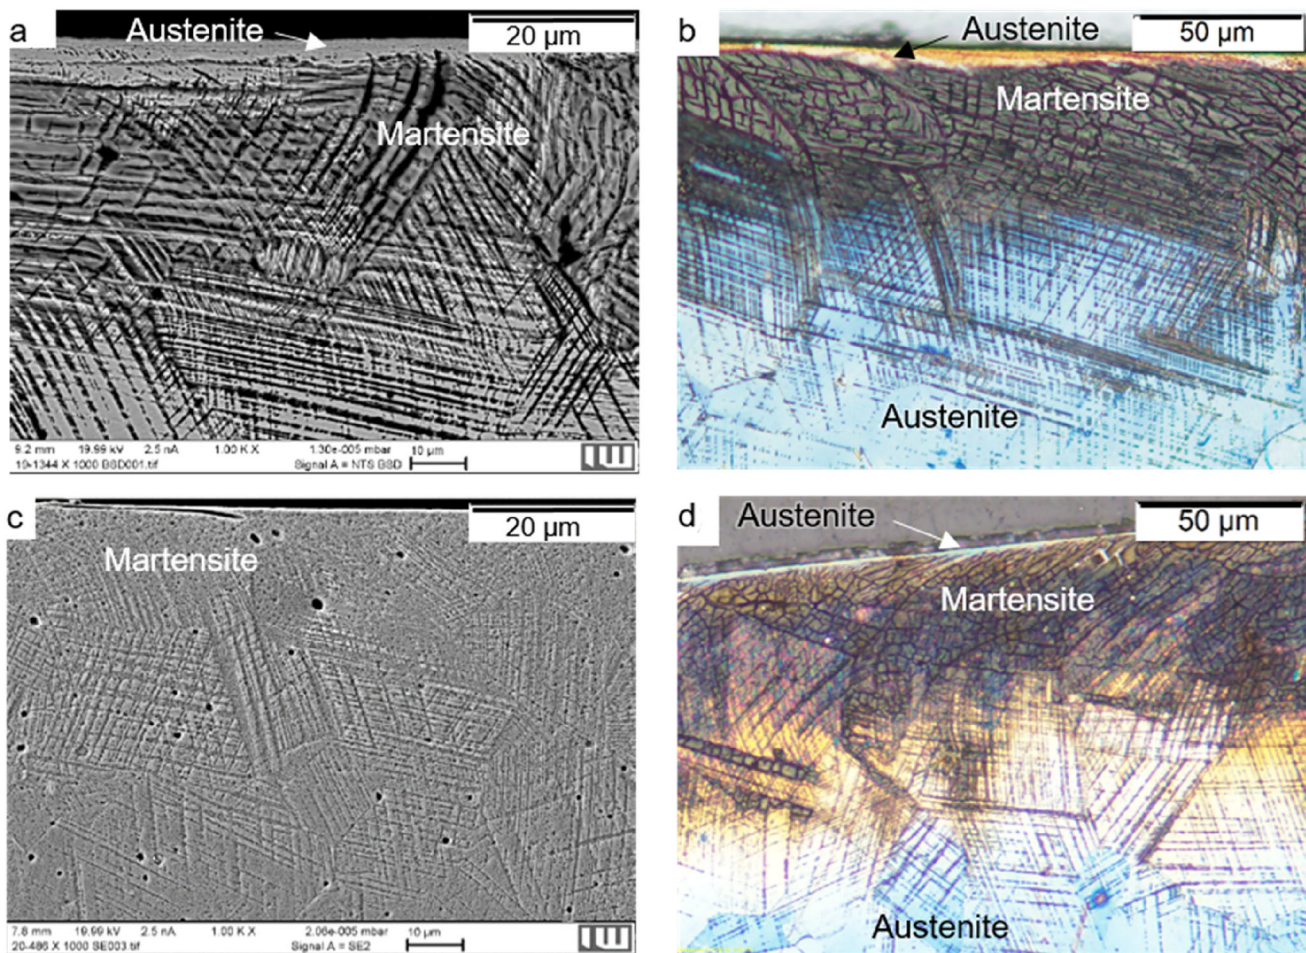 a
Austenite
20 µm
Martensite
9.2 mm 19.99 kV 2.5 nA 1.00 K X 1.30e-005 mbar 10 µm
19-1344 X 1000 BSD001.tif Signal A = NTS BSD
b
Austenite
50 µm
Martensite
Austenite
c
20 µm
Martensite
7.8 mm 19.99 kV 2.5 nA 1.00 K X 2.06e-005 mbar 10 µm
20-486 X 1000 SE003.tif Signal A = SE2
d
Austenite
50 µm
Martensite
Austenite